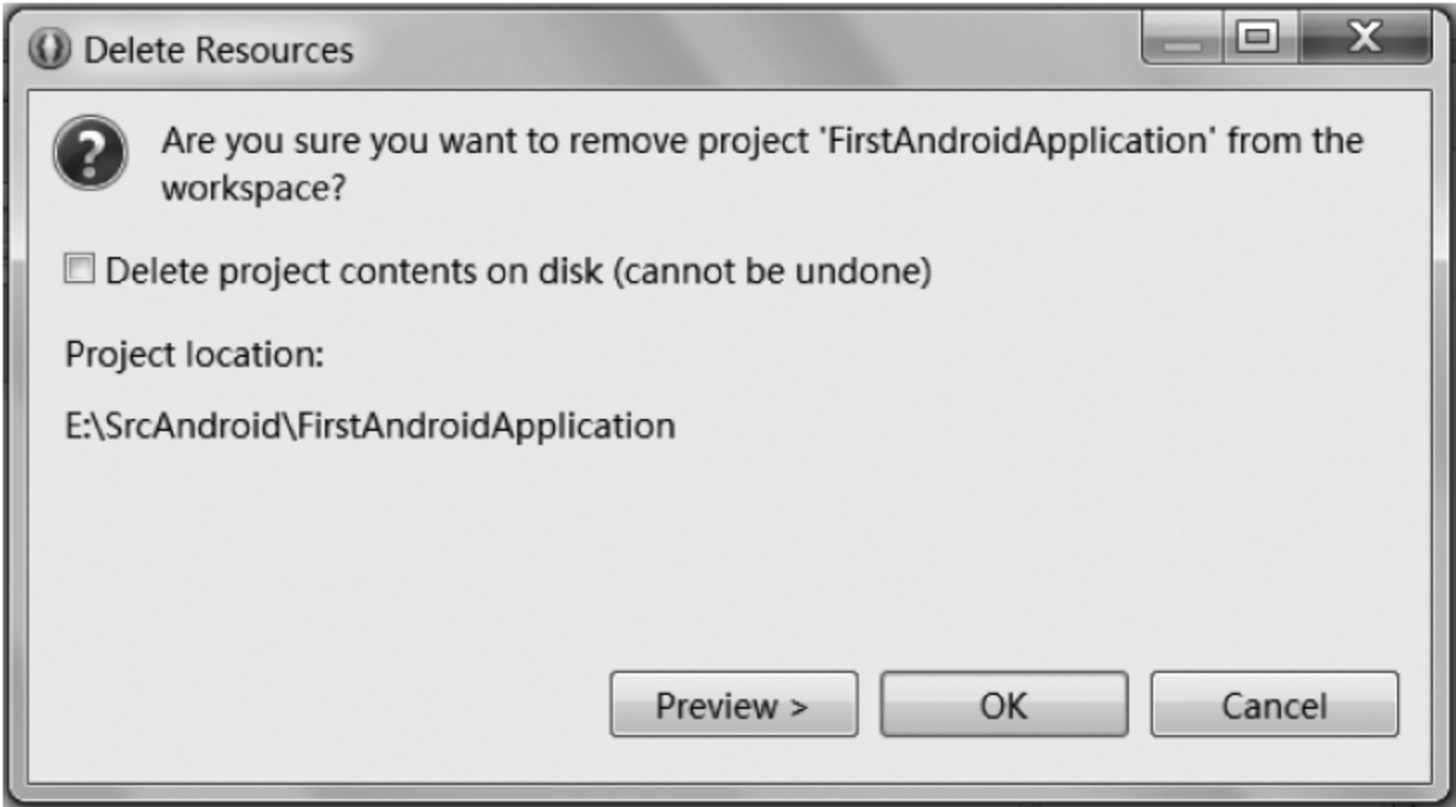 Delete Resources
Are you sure you want to remove project 'FirstAndroidApplication' from the
workspace?
Delete project contents on disk (cannot be undone)
Project location:
E:\SrcAndroid\FirstAndroidApplication
Preview > OK Cancel